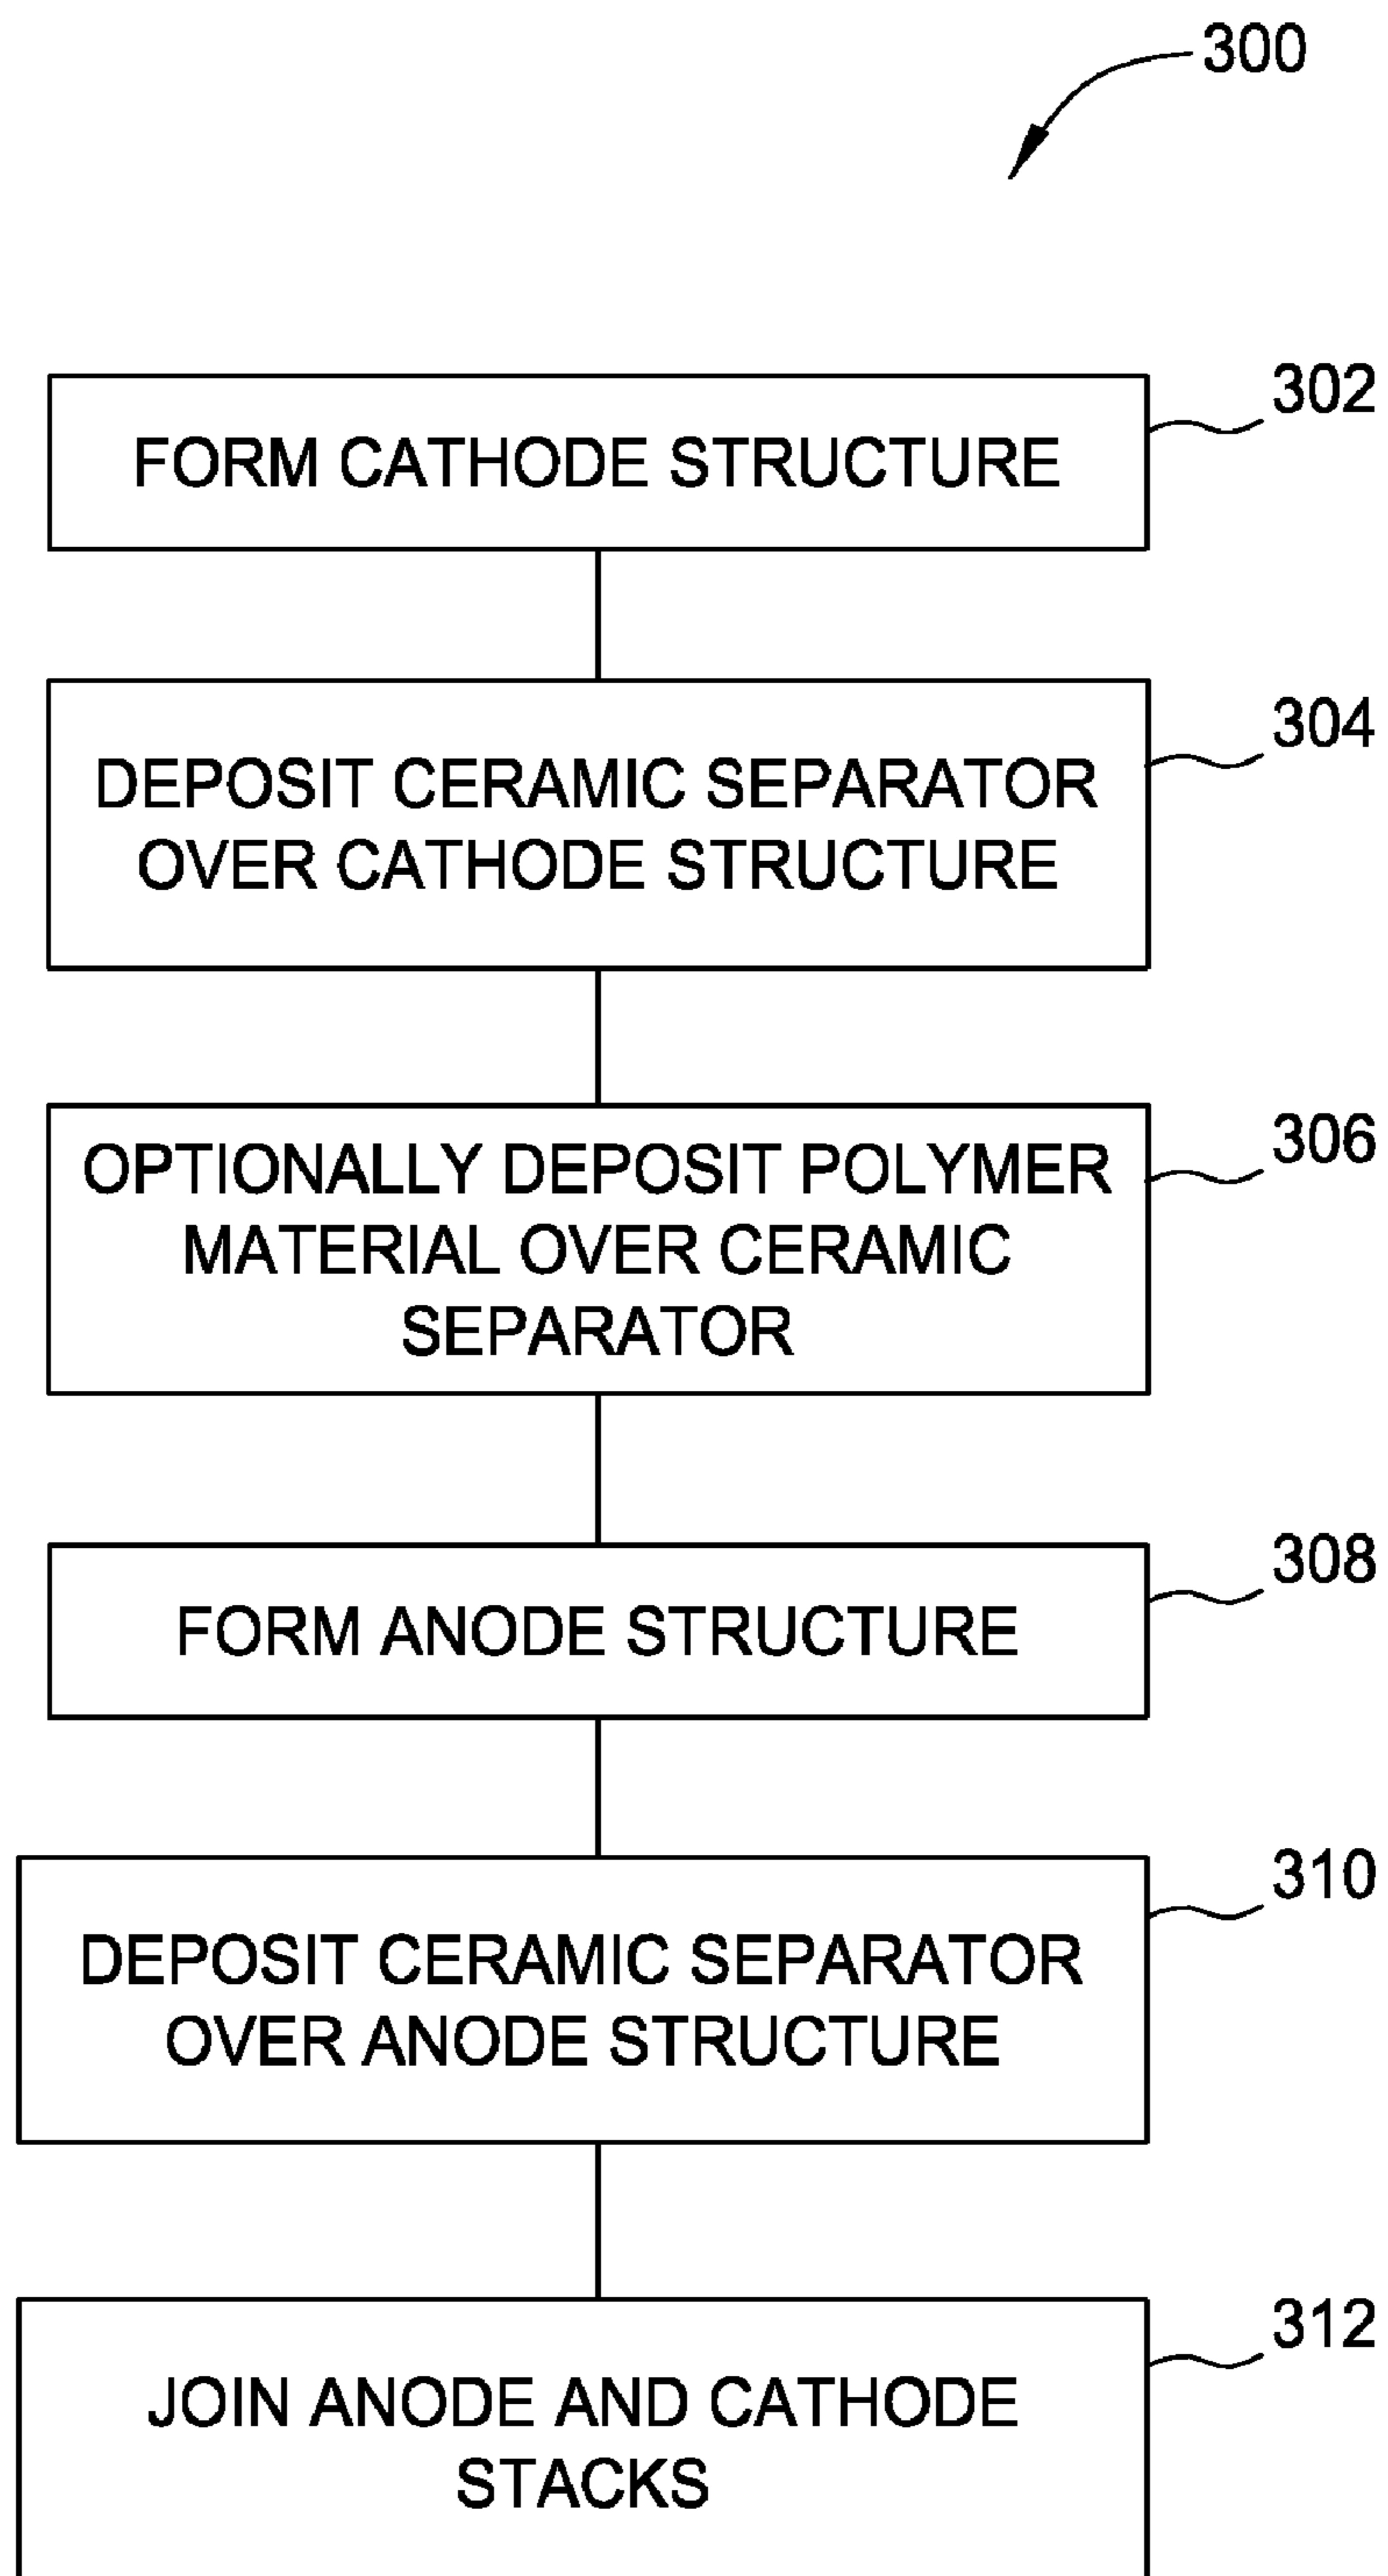 300
302
FORM CATHODE STRUCTURE
304
DEPOSIT CERAMIC SEPARATOR
OVER CATHODE STRUCTURE
306
OPTIONALLY DEPOSIT POLYMER
MATERIAL OVER CERAMIC
SEPARATOR
308
FORM ANODE STRUCTURE
310
DEPOSIT CERAMIC SEPARATOR
OVER ANODE STRUCTURE
312
JOIN ANODE AND CATHODE
STACKS